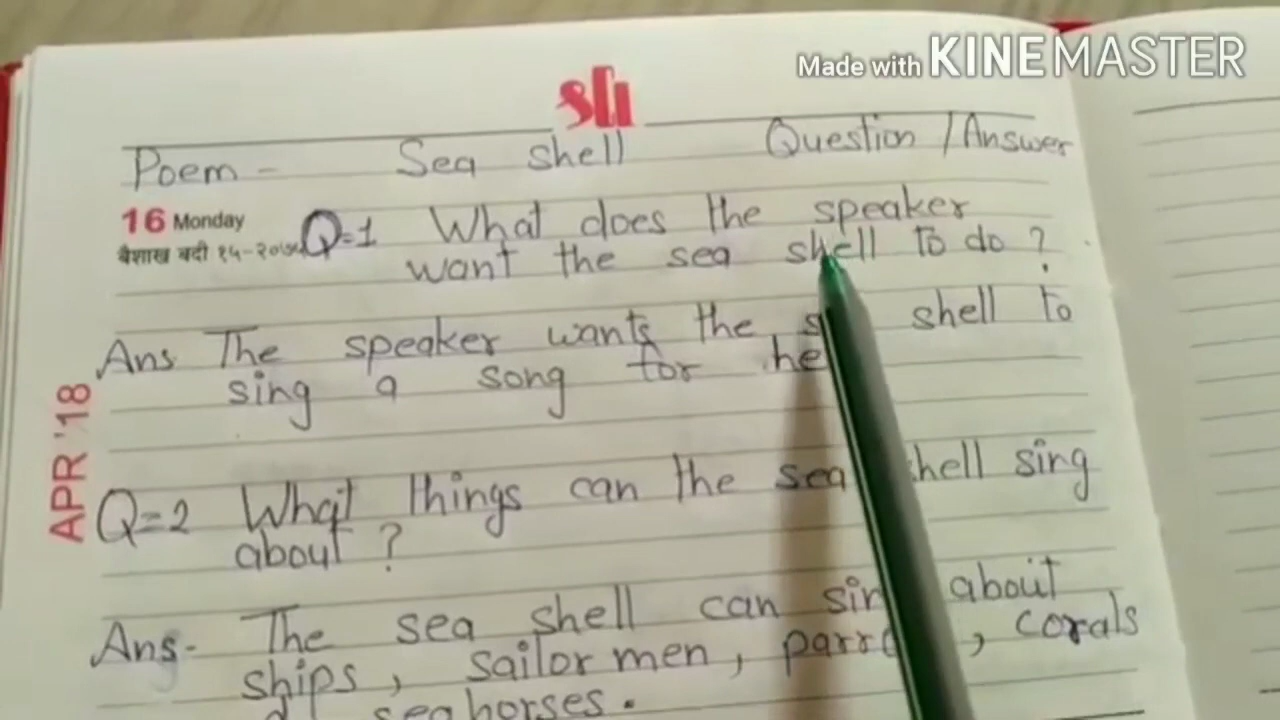 Made with KINEMASTER
Poem - Sea shell Question / Answer
16 Monday
Q=1 What does the speaker
want the sea shell to do ?
Ans The speaker wants the shell to
sing a song for
APR '18
Q=2 What things can the sea shell sing
about ?
Ans- The sea shell can about
ships, sailor men, , corals
seahorses.